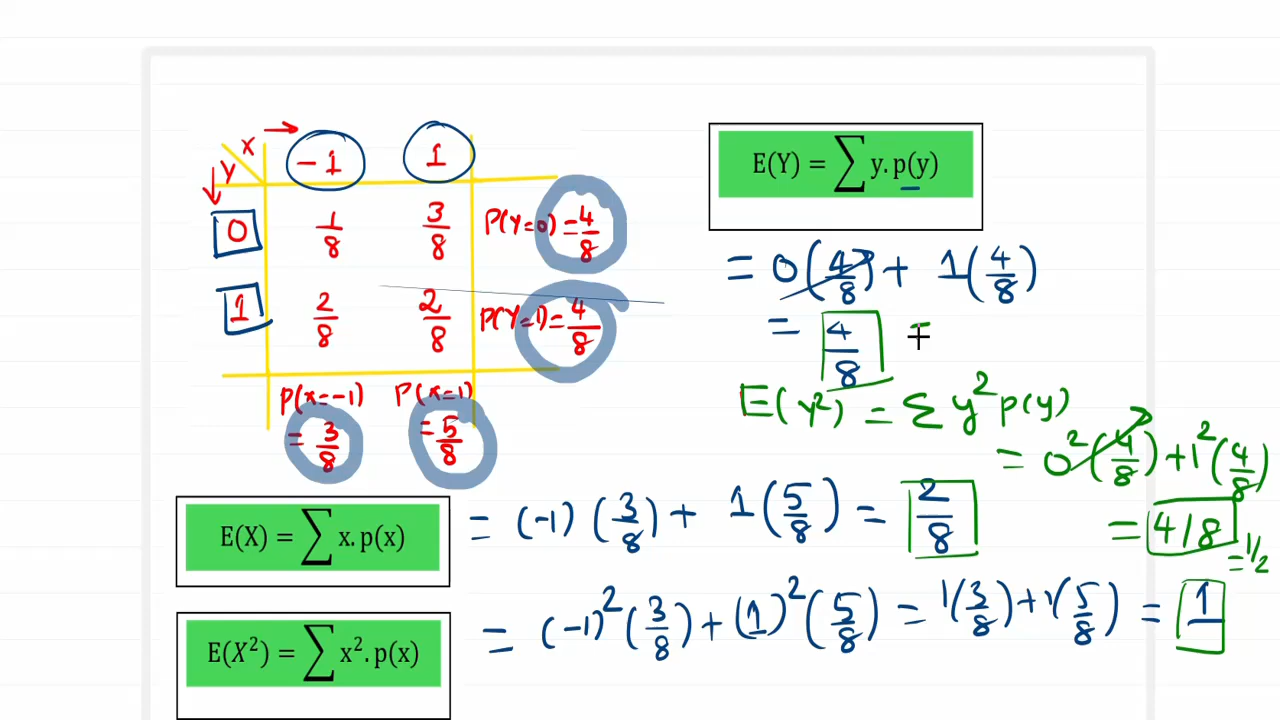 X → -1 1
Y
0 1/8 3/8 P(Y=0) = 4/8
1 2/8 2/8 P(Y=1) = 4/8
P(X=-1) P(X=1)
= 3/8 = 5/8
E(Y) = ∑ y. p(y)
= 0(4/8) + 1(4/8)
= 4/8 =
E(Y²) = Σ y² p(y)
= 0²(4/8) + 1²(4/8)
= 4/8
= 1/2
E(X) = ∑ x. p(x) = (-1) (3/8) + 1(5/8) = 2/8
E(X²) = ∑ x². p(x) = (-1)²(3/8) + (1)²(5/8) = 1(3/8) + 1(5/8) = 1